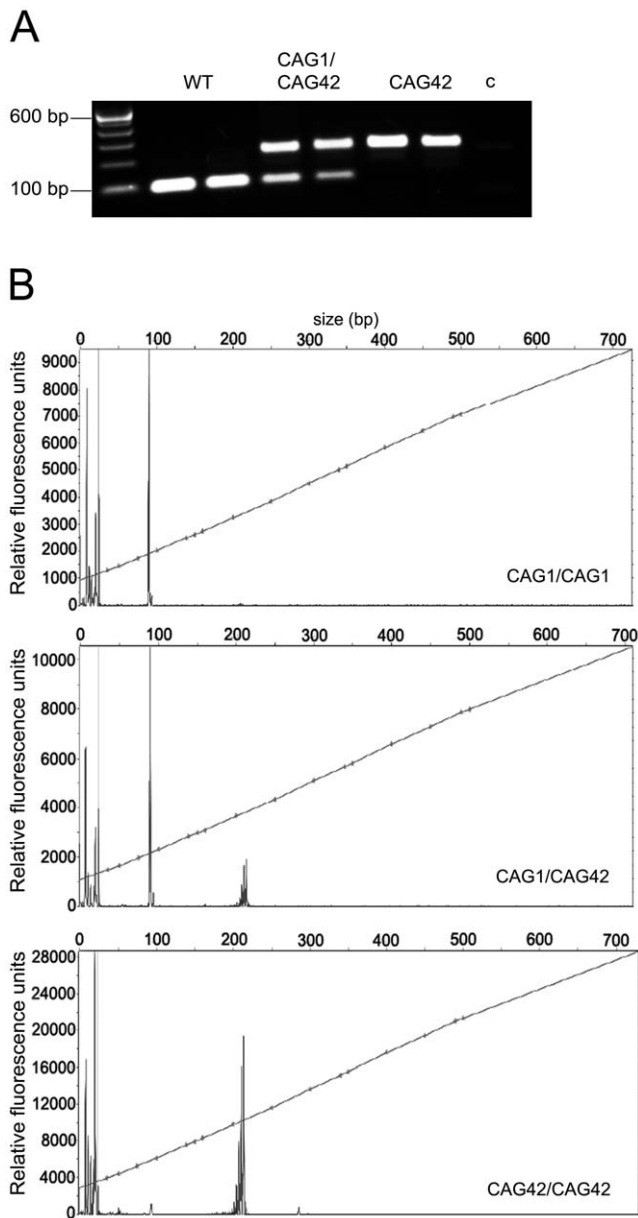 A
WT
CAG1/
CAG42
CAG42
c
600 bp
100 bp
B
size (bp)
0 100 200 300 400 500 600 700
9000
8000
7000
6000
5000
4000
3000
2000
1000
0
Relative fluorescence units
CAG1/CAG1
0 100 200 300 400 500 600 700
10000
8000
6000
4000
2000
0
Relative fluorescence units
CAG1/CAG42
0 100 200 300 400 500 600 700
28000
24000
20000
16000
12000
8000
4000
0
Relative fluorescence units
CAG42/CAG42